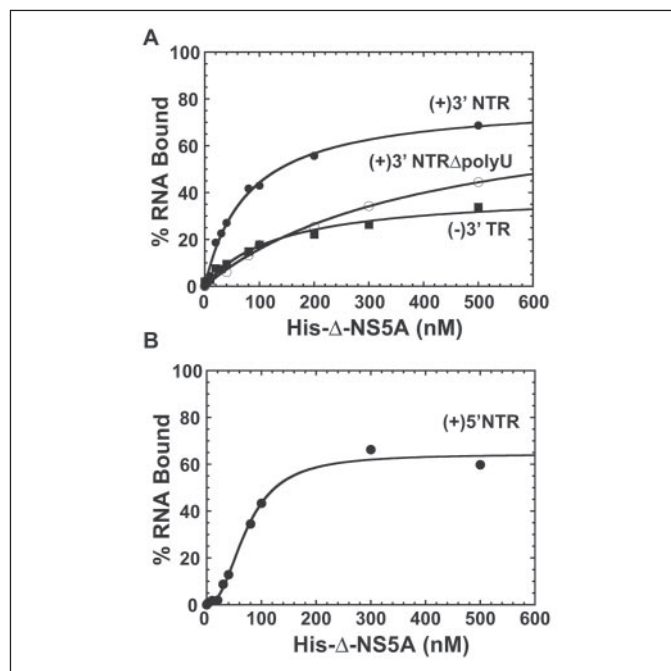 A
100
80
60
40
20
0
% RNA Bound
(+)3' NTR
(+)3' NTRΔpolyU
(-)3' TR
0 100 200 300 400 500 600
His-Δ-NS5A (nM)
B
100
80
60
40
20
0
% RNA Bound
(+)5'NTR
0 100 200 300 400 500 600
His-Δ-NS5A (nM)